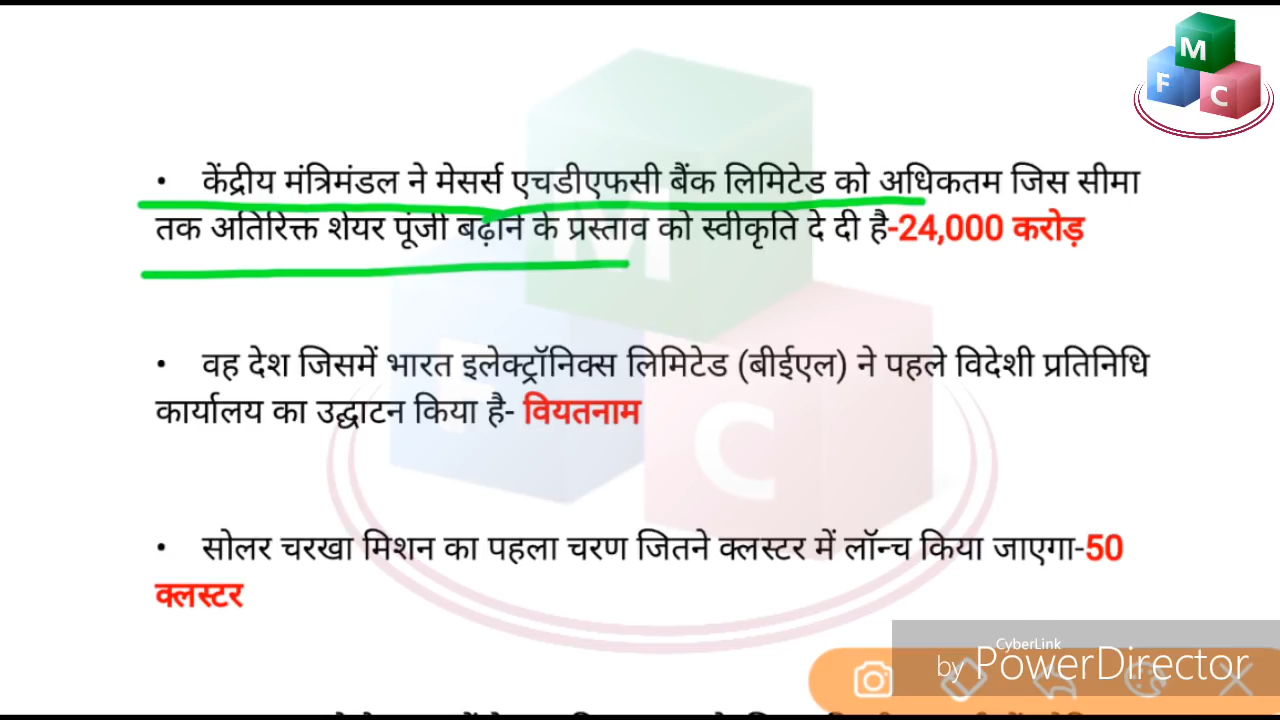 M
F C
• केंद्रीय मंत्रिमंडल ने मेसर्स एचडीएफसी बैंक लिमिटेड को अधिकतम जिस सीमा
तक अतिरिक्त शेयर पूंजी बढ़ाने के प्रस्ताव को स्वीकृति दे दी है-24,000 करोड़
• वह देश जिसमें भारत इलेक्ट्रॉनिक्स लिमिटेड (बीईएल) ने पहले विदेशी प्रतिनिधि
कार्यालय का उद्घाटन किया है- वियतनाम
• सोलर चरखा मिशन का पहला चरण जितने क्लस्टर में लॉन्च किया जाएगा-50
क्लस्टर
CyberLink
by PowerDirector